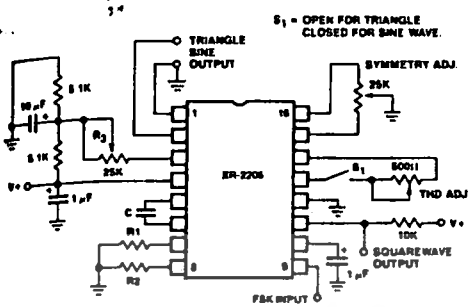 S1 = OPEN FOR TRIANGLE
CLOSED FOR SINE WAVE.
TRIANGLE
SINE
OUTPUT
SYMMETRY ADJ.
25K
5 1K
10 µF
+
R3
25K
5 1K
V+
1 µF
+
1
16
XR-2206
S1
500Ω
THD ADJ
C
V+
10K
R1
SQUAREWAVE
OUTPUT
R2
8
9
+
1 µF
FSK INPUT